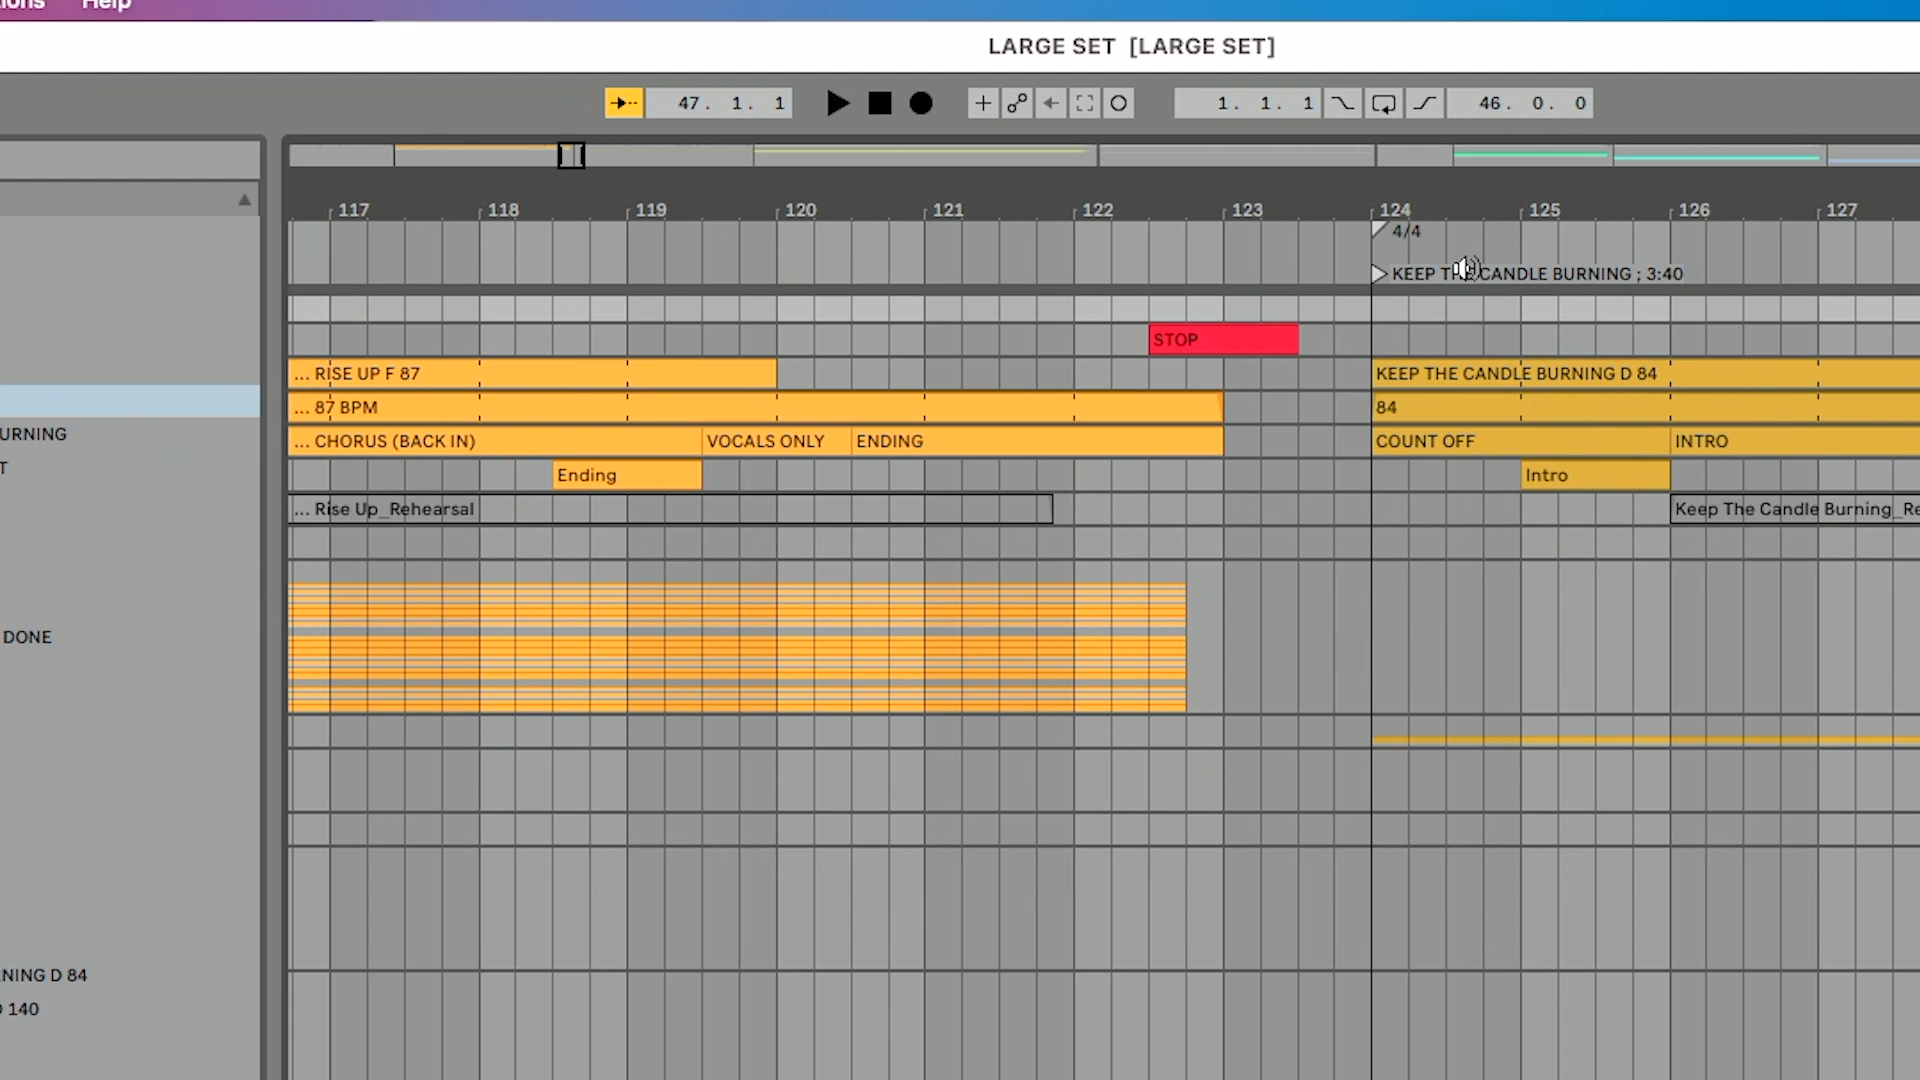 tions Help
LARGE SET [LARGE SET]
47. 1. 1
1. 1. 1
46. 0. 0
117 118 119 120 121 122 123 124 125 126 127
4/4
KEEP THE CANDLE BURNING ; 3:40
STOP
... RISE UP F 87
KEEP THE CANDLE BURNING D 84
... 87 BPM
84
... CHORUS (BACK IN)
VOCALS ONLY
ENDING
COUNT OFF
INTRO
URNING
T
Ending
Intro
... Rise Up_Rehearsal
Keep The Candle Burning_Re
DONE
NING D 84
140